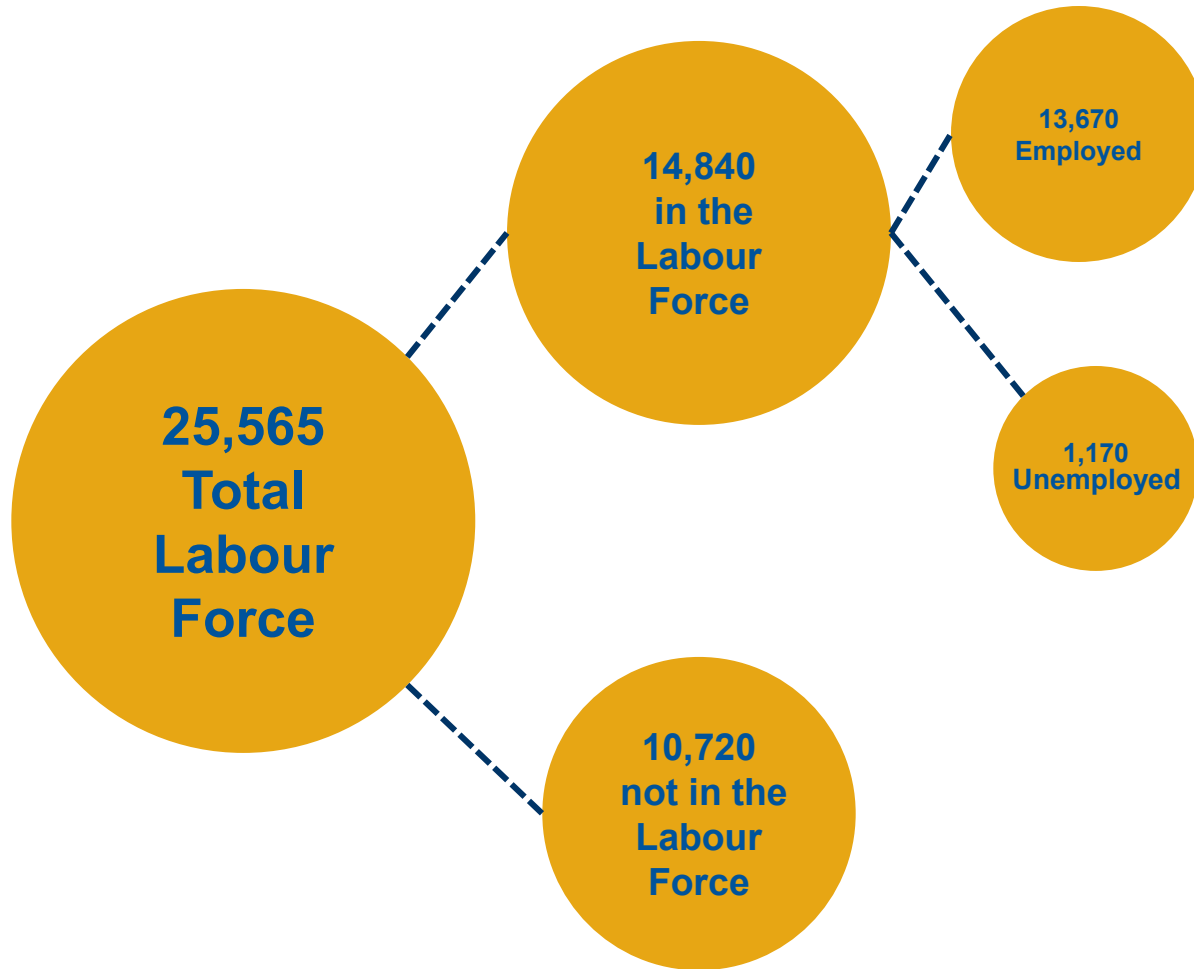 25,565
Total
Labour
Force
14,840
in the
Labour
Force
13,670
Employed
1,170
Unemployed
10,720
not in the
Labour
Force